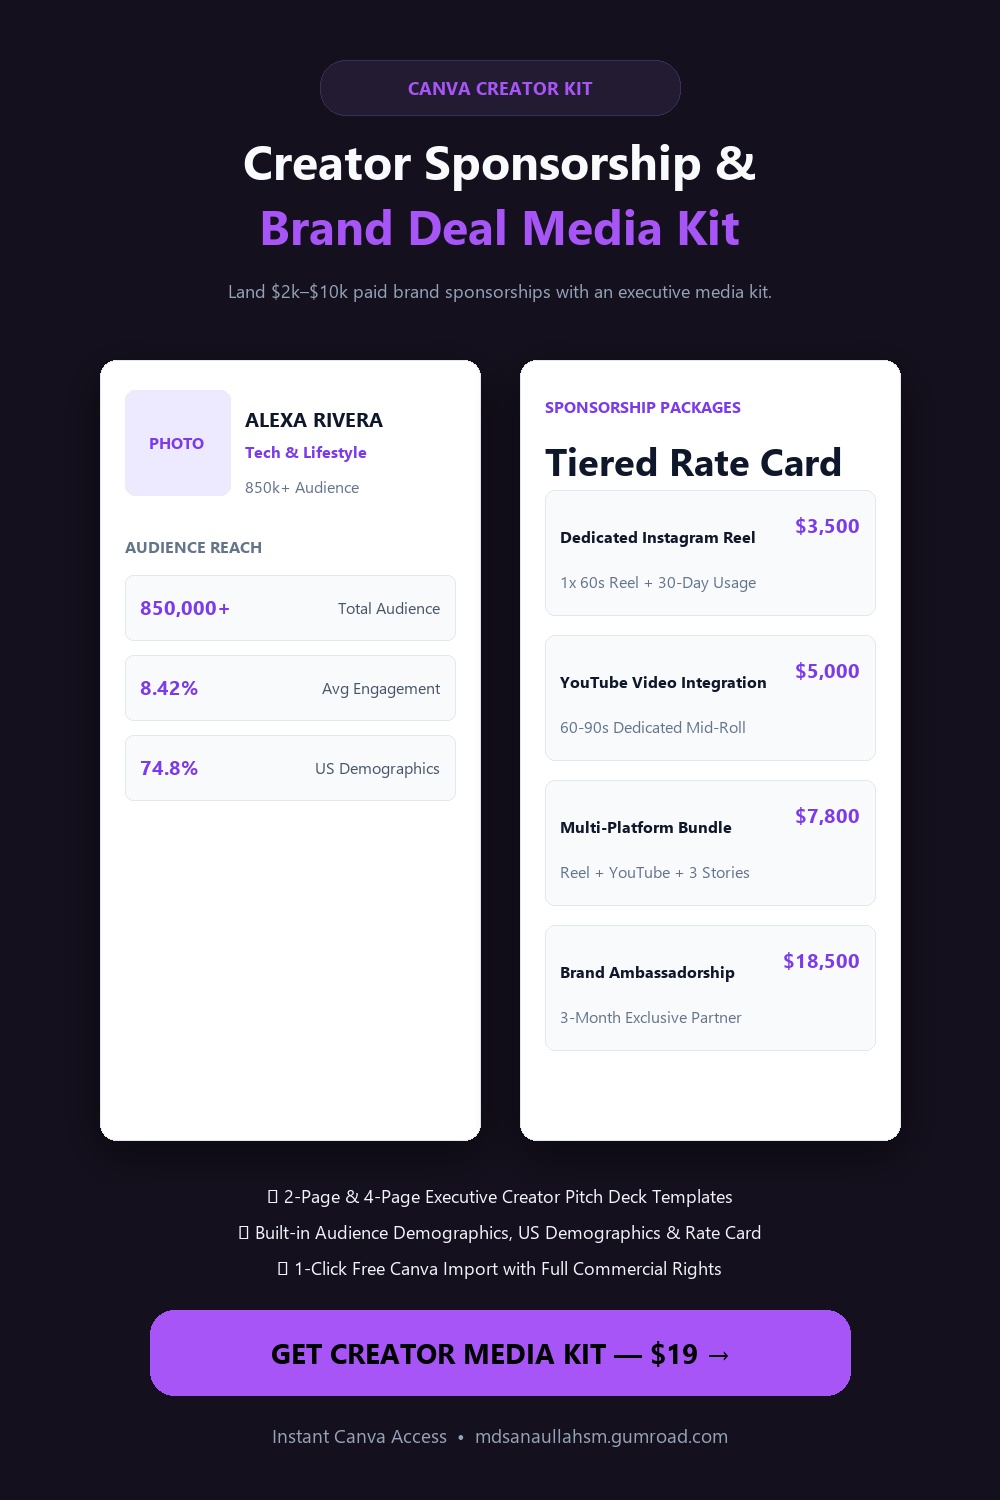 CANVA CREATOR KIT
Creator Sponsorship &
Brand Deal Media Kit
Land $2k–$10k paid brand sponsorships with an executive media kit.
PHOTO
ALEXA RIVERA
Tech & Lifestyle
850k+ Audience
AUDIENCE REACH
850,000+ Total Audience
8.42% Avg Engagement
74.8% US Demographics
SPONSORSHIP PACKAGES
Tiered Rate Card
Dedicated Instagram Reel $3,500
1x 60s Reel + 30-Day Usage
YouTube Video Integration $5,000
60-90s Dedicated Mid-Roll
Multi-Platform Bundle $7,800
Reel + YouTube + 3 Stories
Brand Ambassadorship $18,500
3-Month Exclusive Partner
▯ 2-Page & 4-Page Executive Creator Pitch Deck Templates
▯ Built-in Audience Demographics, US Demographics & Rate Card
▯ 1-Click Free Canva Import with Full Commercial Rights
GET CREATOR MEDIA KIT — $19 →
Instant Canva Access • mdsanaullahsm.gumroad.com